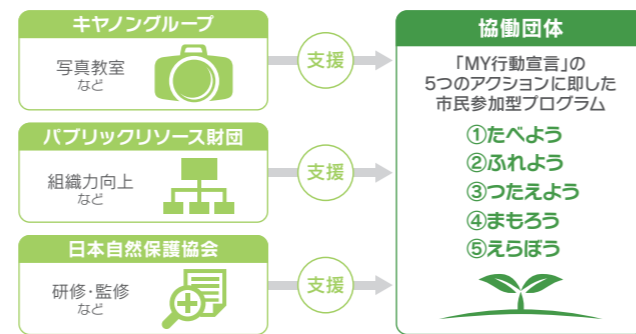 キヤノングループ
写真教室
など
支援
パブリックリソース財団
組織力向上
など
支援
日本自然保護協会
研修・監修
など
支援
協働団体
「MY行動宣言」の
5つのアクションに即した
市民参加型プログラム
①たべよう
②ふれよう
③つたえよう
④まもろう
⑤えらぼう